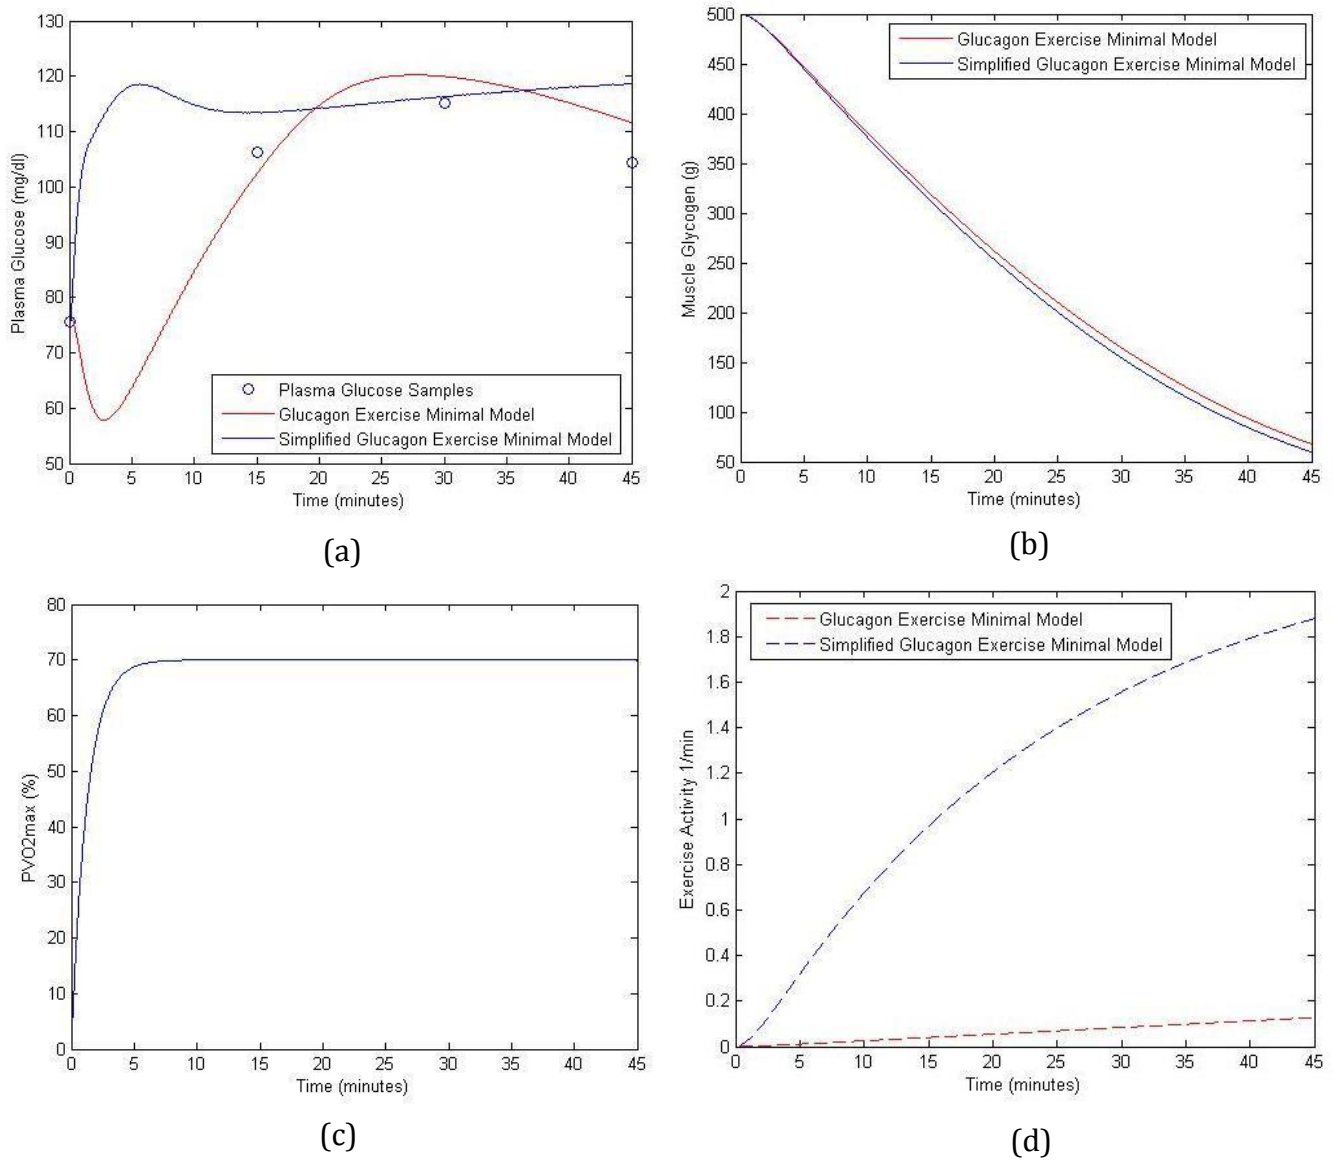 130
120
110
100
90
80
70
60
50
Plasma Glucose (mg/dl)
Plasma Glucose Samples
Glucagon Exercise Minimal Model
Simplified Glucagon Exercise Minimal Model
0 5 10 15 20 25 30 35 40 45
Time (minutes)
(a)
500
450
400
350
300
250
200
150
100
50
Muscle Glycogen (g)
Glucagon Exercise Minimal Model
Simplified Glucagon Exercise Minimal Model
0 5 10 15 20 25 30 35 40 45
Time (minutes)
(b)
80
70
60
50
40
30
20
10
0
PVO2max (%)
0 5 10 15 20 25 30 35 40 45
Time (minutes)
(c)
2
1.8
1.6
1.4
1.2
1
0.8
0.6
0.4
0.2
0
Exercise Activity 1/min
Glucagon Exercise Minimal Model
Simplified Glucagon Exercise Minimal Model
0 5 10 15 20 25 30 35 40 45
Time (minutes)
(d)